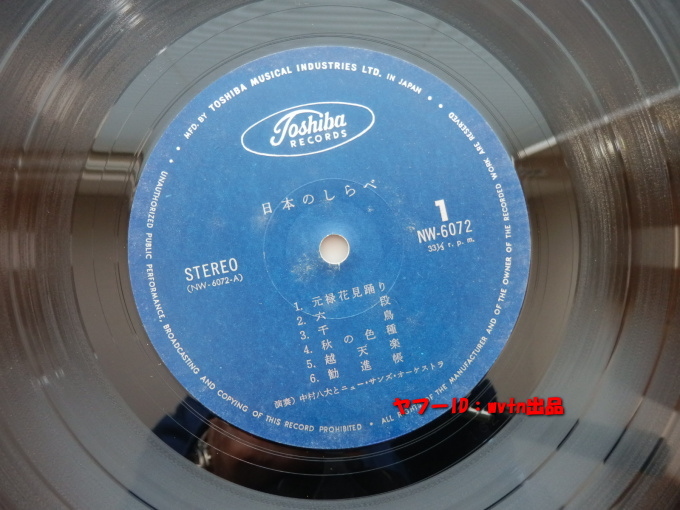 MFD. BY TOSHIBA MUSICAL INDUSTRIES LTD. IN JAPAN
Toshiba
RECORDS
日本のしらべ
1
NW-6072
33⅓ r.p.m.
STEREO
(NW-6072-A)
1. 元禄花見踊り
2. 六段
3. 千鳥
4. 秋の色種
5. 越天楽
6. 勧進帳
演奏) 中村八大とニュー・サンズ・オーケストラ
UNAUTHORIZED PUBLIC PERFORMANCE, BROADCASTING AND COPYING OF THIS RECORD PROHIBITED • ALL RIGHTS OF THE MANUFACTURER AND OF THE OWNER OF THE RECORDED WORK ARE RESERVED
ヤフーID:mvfn出品